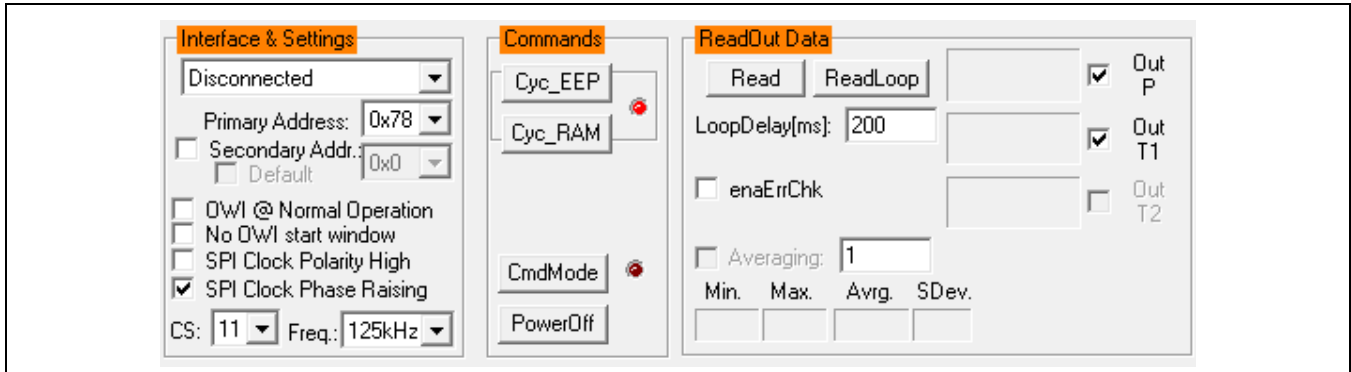 Interface & Settings
Disconnected
Primary Address: 0x78
Secondary Addr.: 0x0
Default
OWI @ Normal Operation
No OWI start window
SPI Clock Polarity High
SPI Clock Phase Raising
CS: 11 Freq.: 125kHz
Commands
Cyc_EEP
Cyc_RAM
CmdMode
PowerOff
ReadOut Data
Read ReadLoop
Out
P
LoopDelay[ms]: 200
Out
T1
enaErrChk
Out
T2
Averaging: 1
Min. Max. Avrg. SDev.